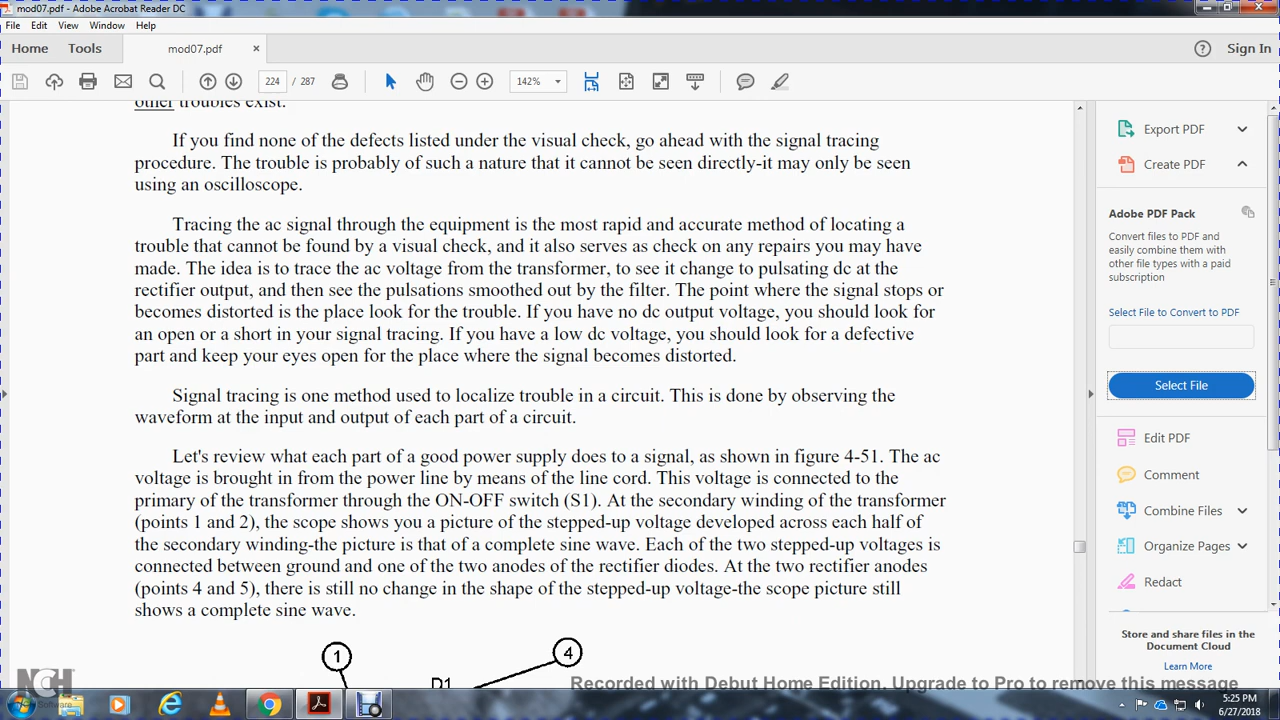 mod07.pdf - Adobe Acrobat Reader DC
File Edit View Window Help
Home Tools mod07.pdf × ? Sign In
224 / 287 142%
other troubles exist.
If you find none of the defects listed under the visual check, go ahead with the signal tracing
procedure. The trouble is probably of such a nature that it cannot be seen directly-it may only be seen
using an oscilloscope.
Tracing the ac signal through the equipment is the most rapid and accurate method of locating a
trouble that cannot be found by a visual check, and it also serves as check on any repairs you may have
made. The idea is to trace the ac voltage from the transformer, to see it change to pulsating dc at the
rectifier output, and then see the pulsations smoothed out by the filter. The point where the signal stops or
becomes distorted is the place look for the trouble. If you have no dc output voltage, you should look for
an open or a short in your signal tracing. If you have a low dc voltage, you should look for a defective
part and keep your eyes open for the place where the signal becomes distorted.
Signal tracing is one method used to localize trouble in a circuit. This is done by observing the
waveform at the input and output of each part of a circuit.
Let's review what each part of a good power supply does to a signal, as shown in figure 4-51. The ac
voltage is brought in from the power line by means of the line cord. This voltage is connected to the
primary of the transformer through the ON-OFF switch (S1). At the secondary winding of the transformer
(points 1 and 2), the scope shows you a picture of the stepped-up voltage developed across each half of
the secondary winding-the picture is that of a complete sine wave. Each of the two stepped-up voltages is
connected between ground and one of the two anodes of the rectifier diodes. At the two rectifier anodes
(points 4 and 5), there is still no change in the shape of the stepped-up voltage-the scope picture still
shows a complete sine wave.
1 4
D1
Export PDF
Create PDF
Adobe PDF Pack
Convert files to PDF and
easily combine them with
other file types with a paid
subscription
Select File to Convert to PDF
Select File
Edit PDF
Comment
Combine Files
Organize Pages
Redact
Store and share files in the
Document Cloud
Learn More
NCH
Software
Recorded with Debut Home Edition. Upgrade to Pro to remove this message
5:25 PM
6/27/2018